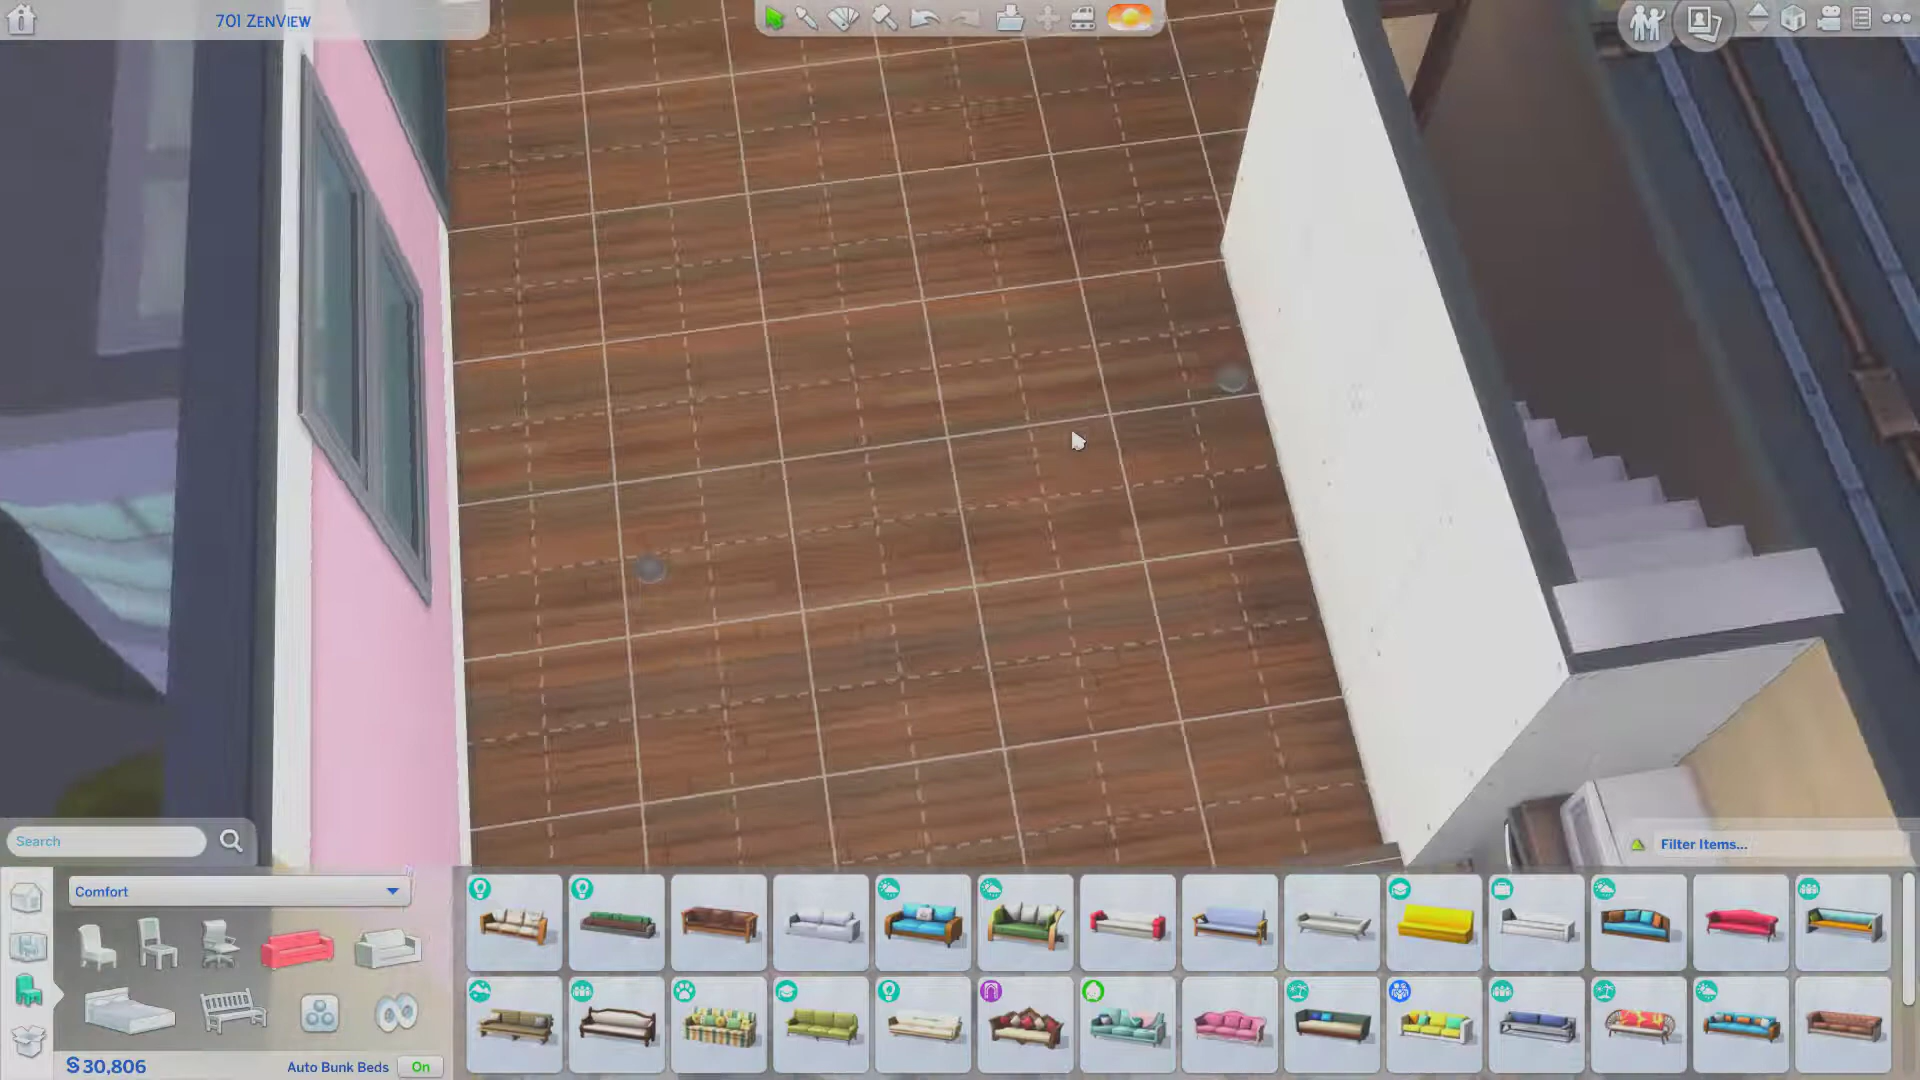 701 ZenView
Search
Filter Items...
Comfort
§30,806
Auto Bunk Beds
On